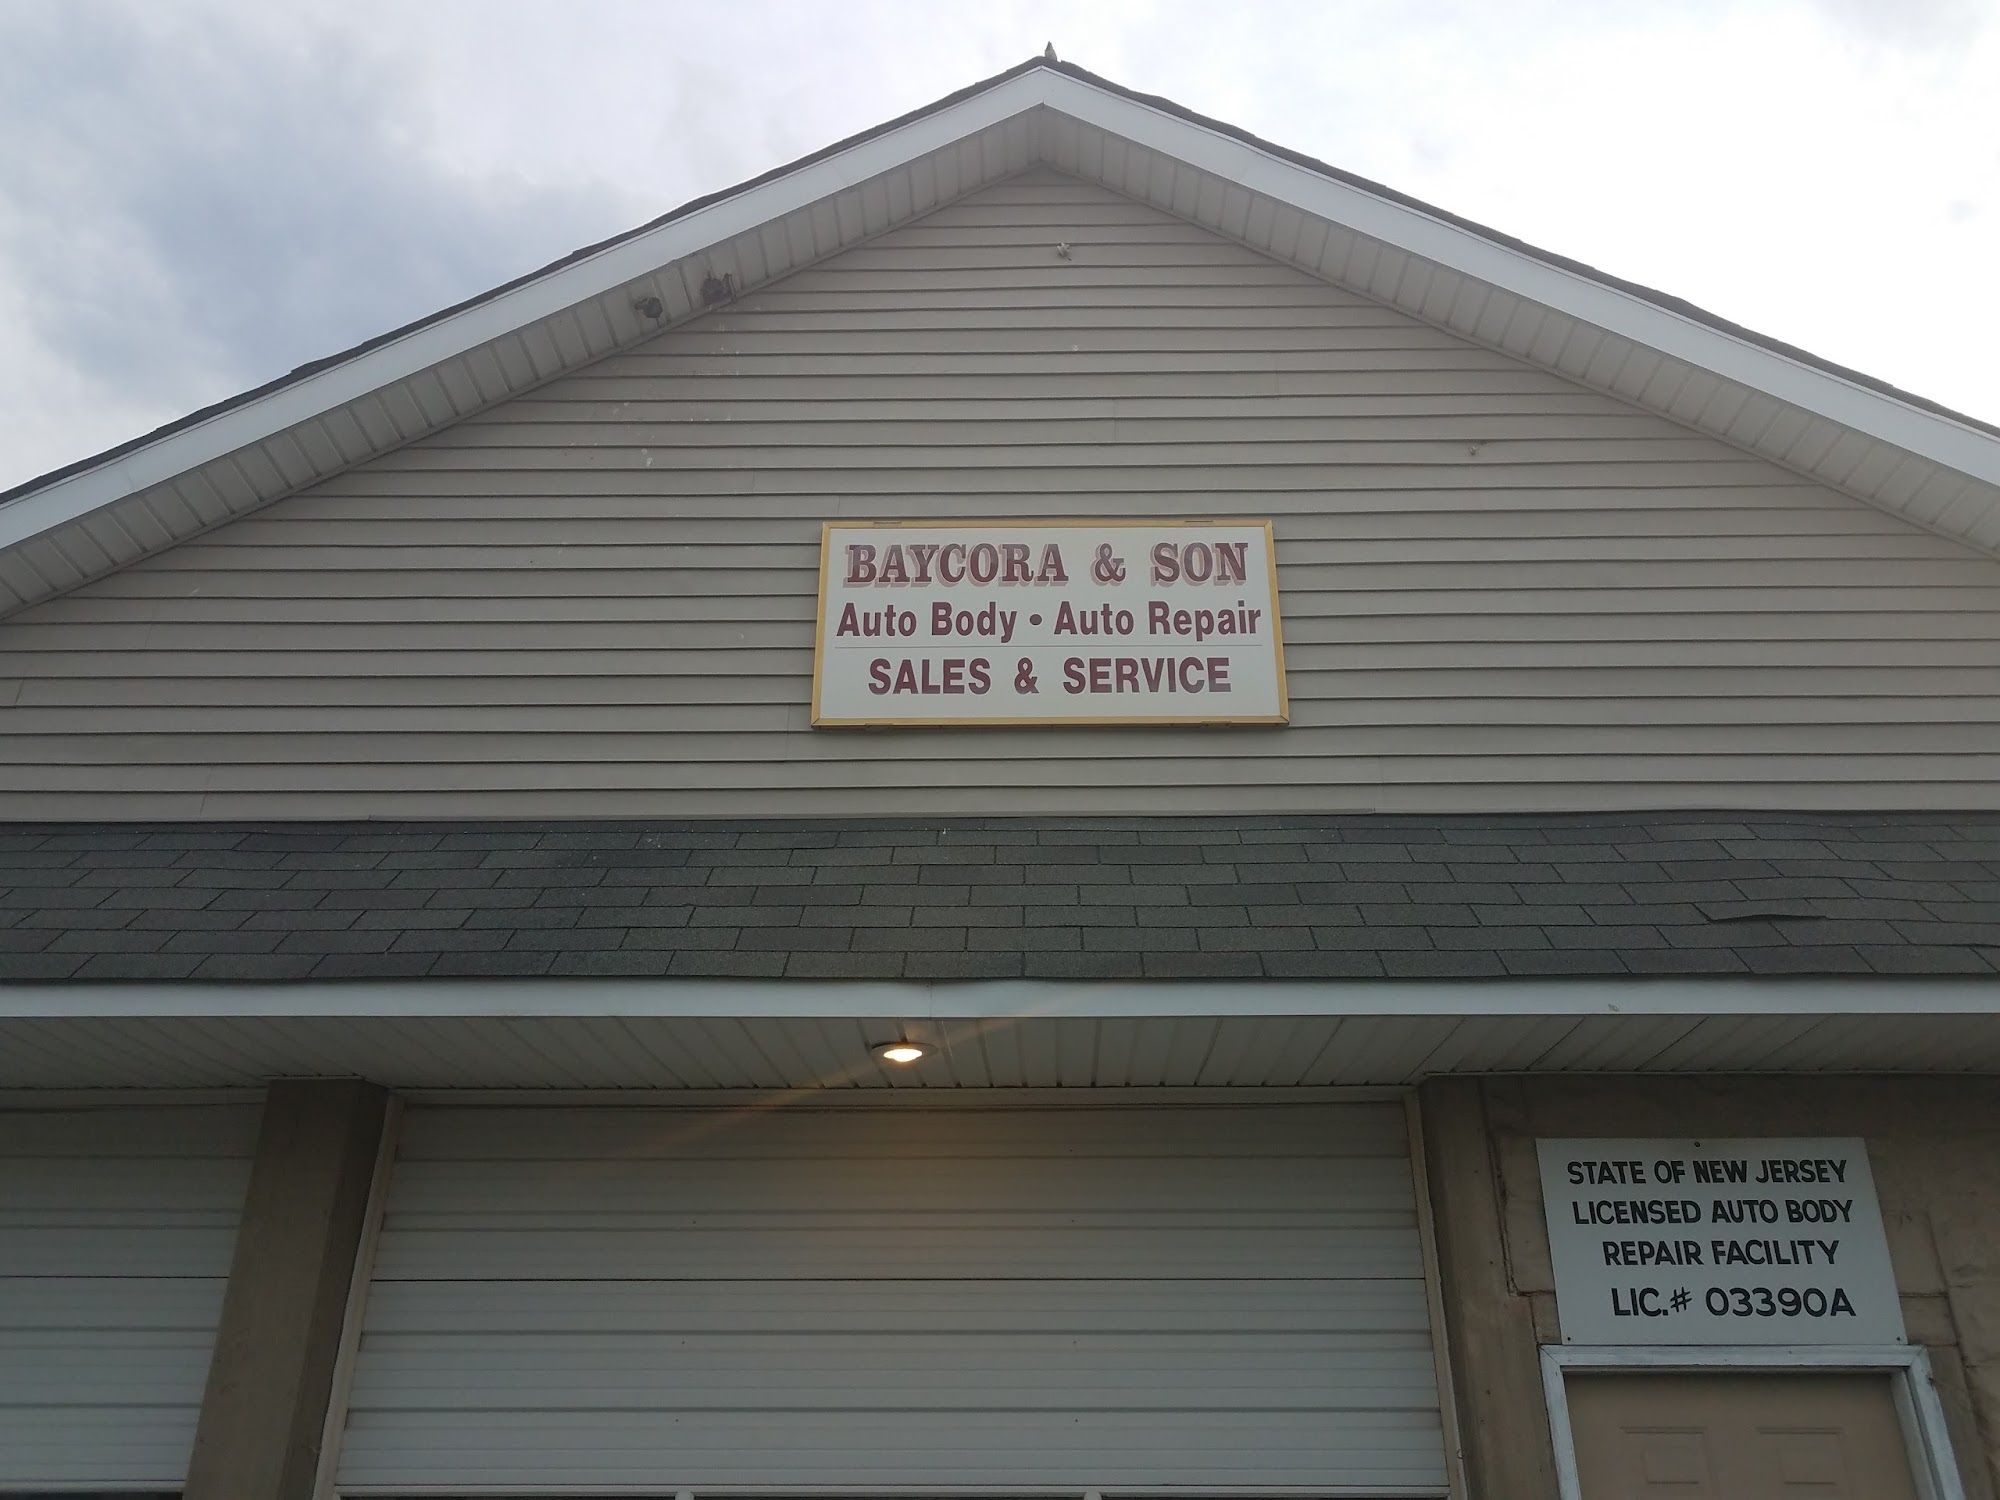 BAYCORA & SON
Auto Body • Auto Repair
SALES & SERVICE
STATE OF NEW JERSEY
LICENSED AUTO BODY
REPAIR FACILITY
LIC.# 03390A